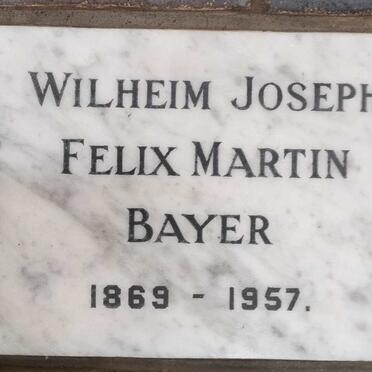 WILHEIM JOSEPH
FELIX MARTIN
BAYER
1869 - 1957.